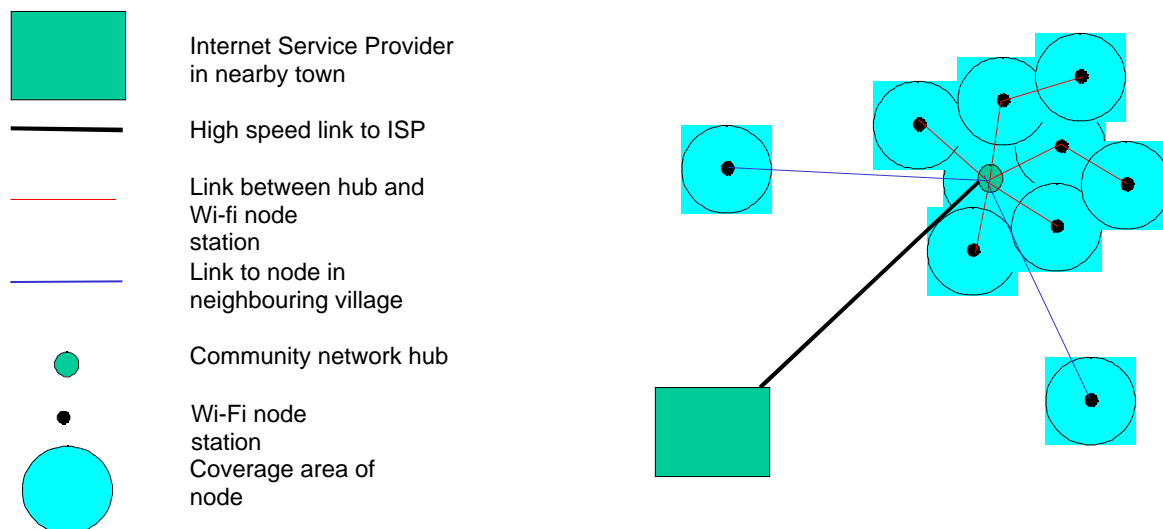 Internet Service Provider
in nearby town
High speed link to ISP
Link between hub and
Wi-fi node
station
Link to node in
neighbouring village
Community network hub
Wi-Fi node
station
Coverage area of
node